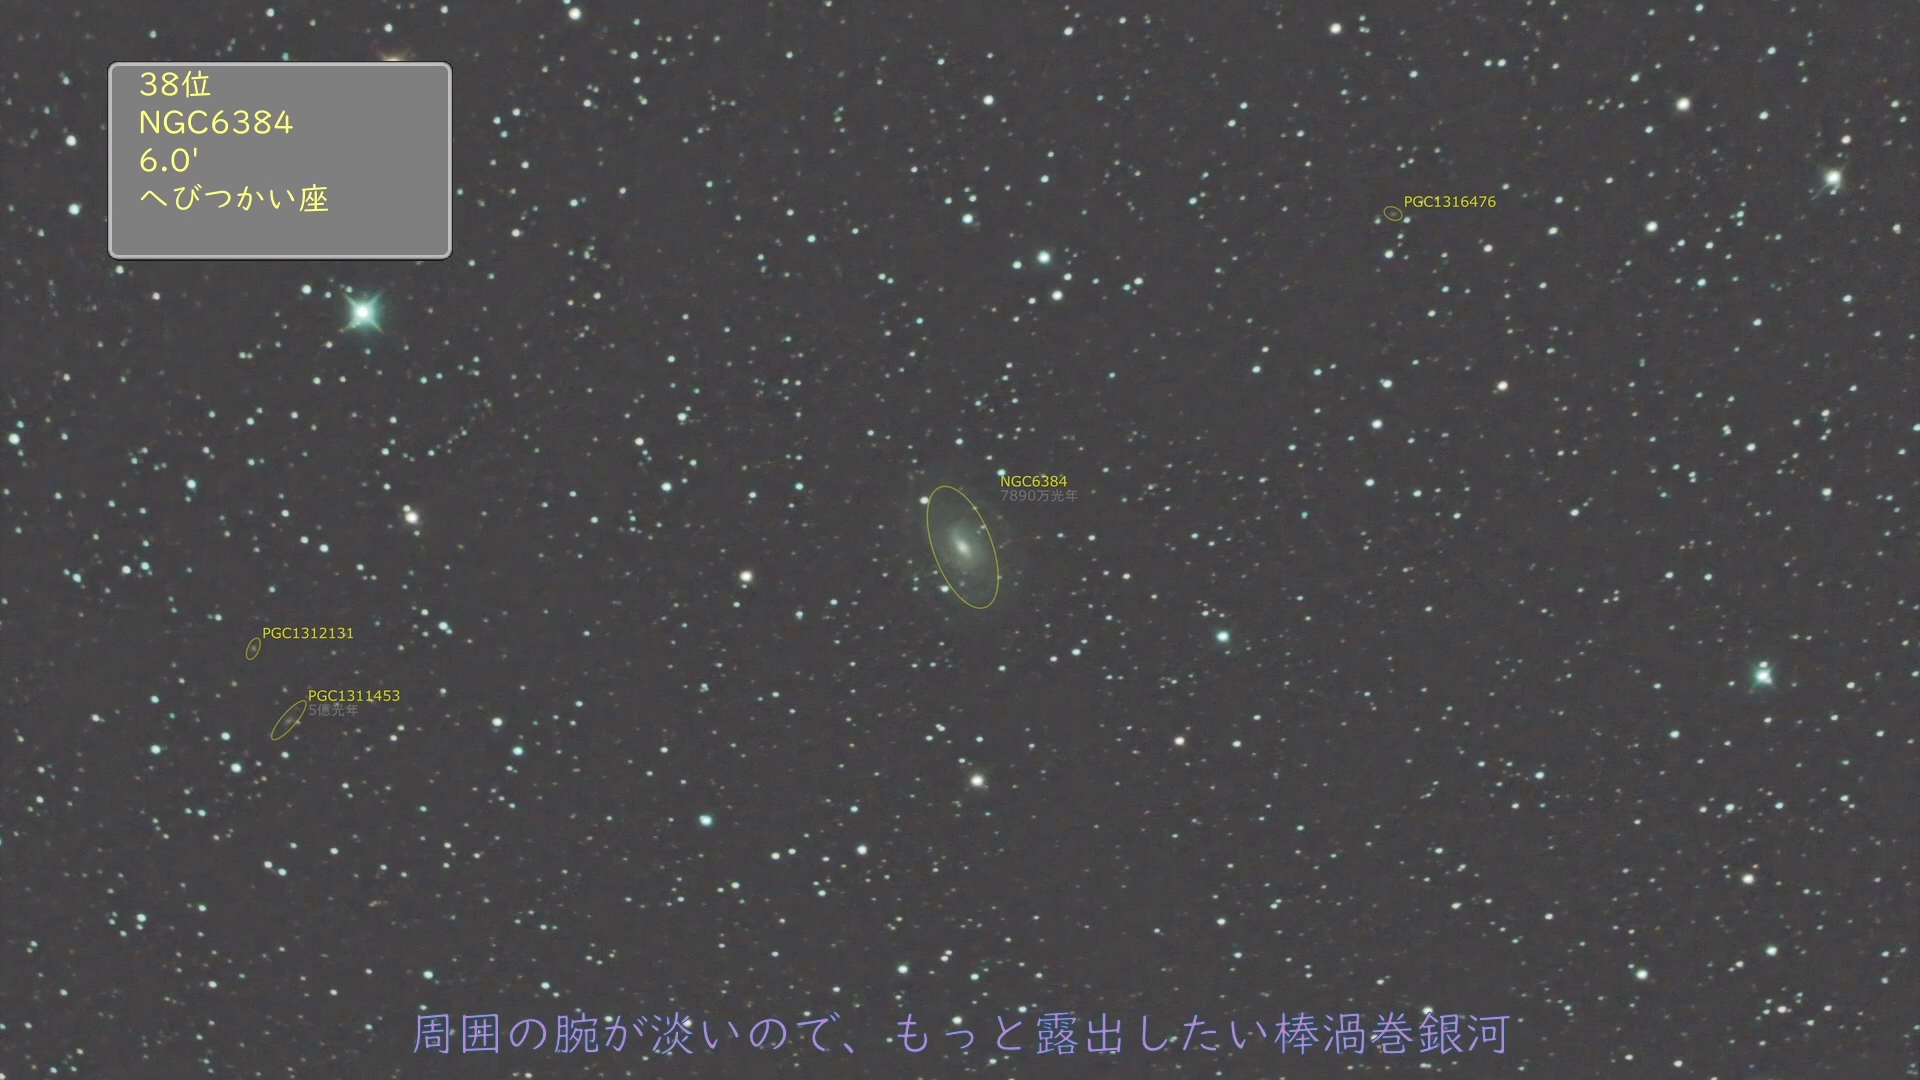 38位
NGC6384
6.0'
へびつかい座
PGC1316476
NGC6384
7890万光年
PGC1312131
PGC1311453
5億光年
周囲の腕が淡いので、もっと露出したい棒渦巻銀河